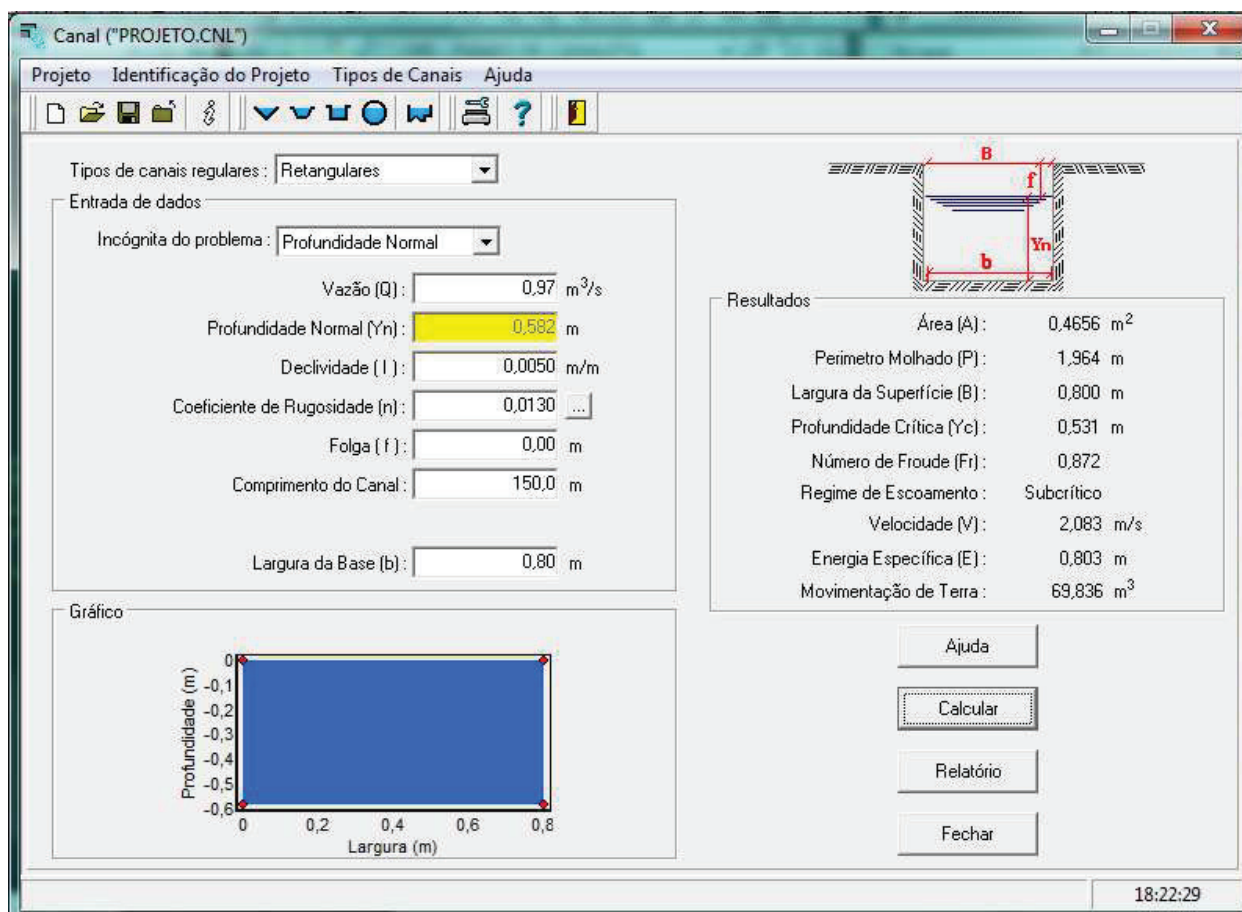 Canal ("PROJETO.CNL")
Projeto Identificação do Projeto Tipos de Canais Ajuda
Tipos de canais regulares : Retangulares
Entrada de dados
Incógnita do problema : Profundidade Normal
Vazão (Q) : 0,97 m³/s
Profundidade Normal (Yn) : 0,582 m
Declividade ( I ) : 0,0050 m/m
Coeficiente de Rugosidade (n) : 0,0130 ...
Folga ( f ) : 0,00 m
Comprimento do Canal : 150,0 m
Largura da Base (b) : 0,80 m
Gráfico
Profundidade (m)
0
-0,1
-0,2
-0,3
-0,4
-0,5
-0,6
0 0,2 0,4 0,6 0,8
Largura (m)
B
f
Yn
b
Resultados
Área (A) : 0,4656 m²
Perimetro Molhado (P) : 1,964 m
Largura da Superfície (B) : 0,800 m
Profundidade Crítica (Yc) : 0,531 m
Número de Froude (Fr) : 0,872
Regime de Escoamento : Subcrítico
Velocidade (V) : 2,083 m/s
Energia Específica (E) : 0,803 m
Movimentação de Terra : 69,836 m³
Ajuda
Calcular
Relatório
Fechar
18:22:29